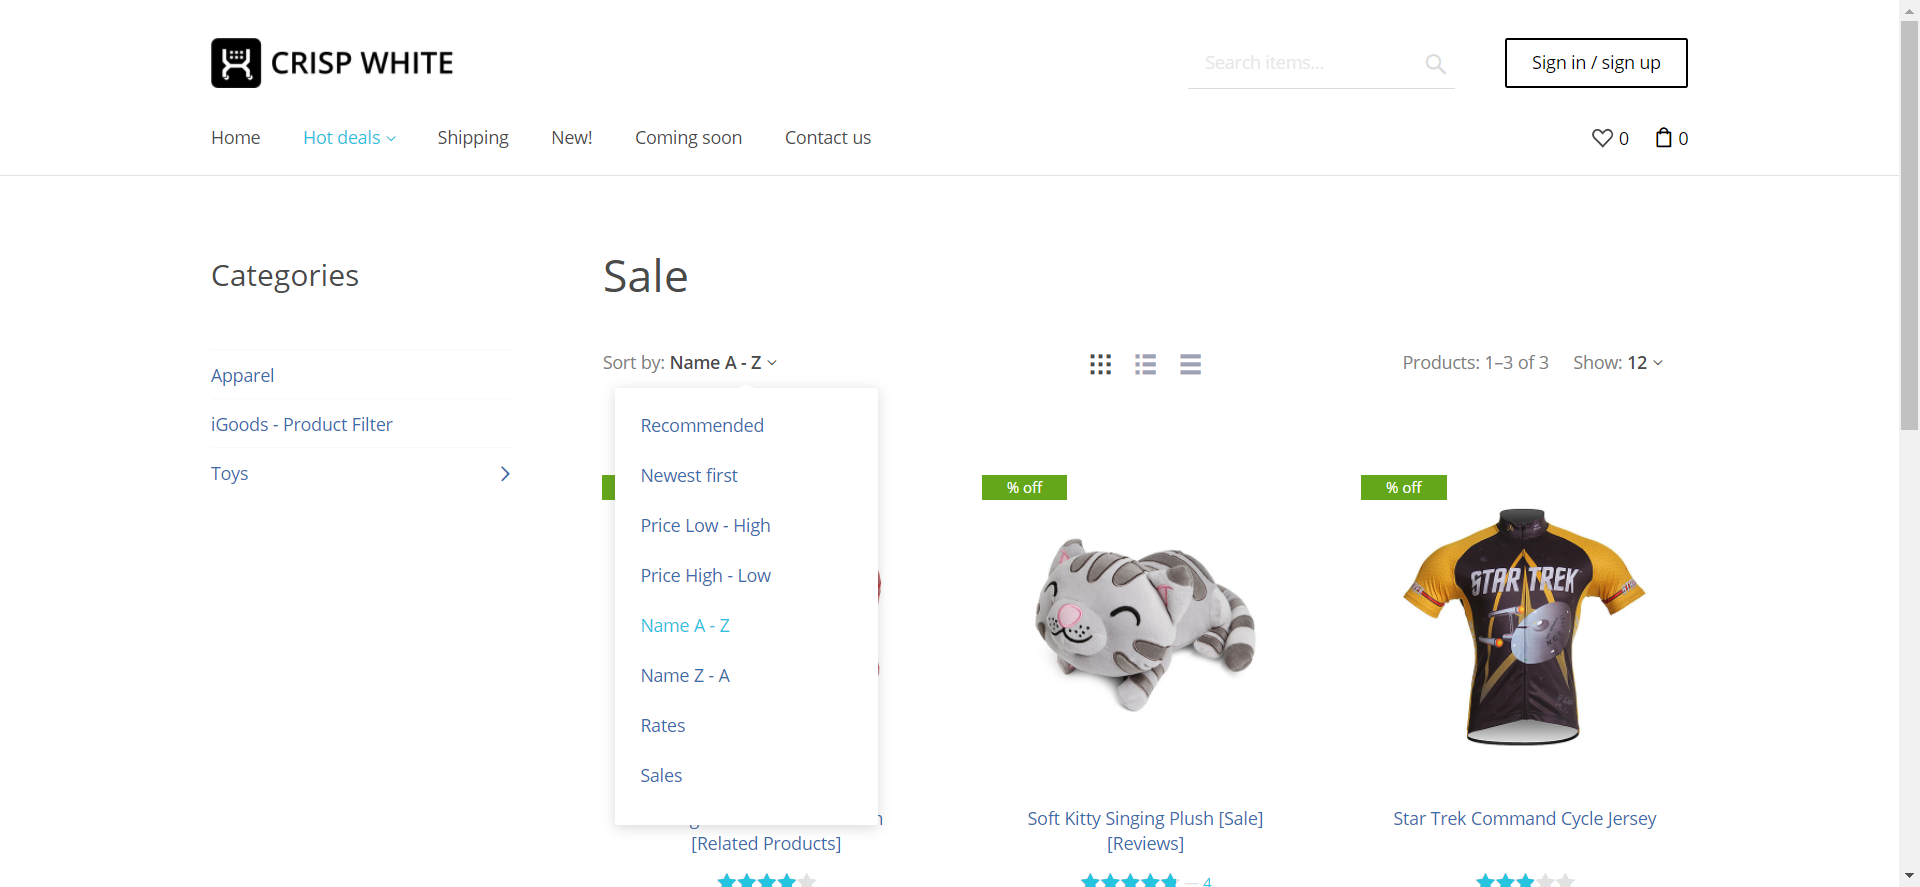 CRISP WHITE
Search items...
Sign in / sign up
Home
Hot deals
Shipping
New!
Coming soon
Contact us
0
0
Categories
Sale
Sort by: Name A - Z
Products: 1–3 of 3
Show: 12
Apparel
iGoods - Product Filter
Toys
Recommended
Newest first
Price Low - High
Price High - Low
Name A - Z
Name Z - A
Rates
Sales
% off
% off
STAR TREK
[Related Products]
Soft Kitty Singing Plush [Sale]
[Reviews]
— 4
Star Trek Command Cycle Jersey